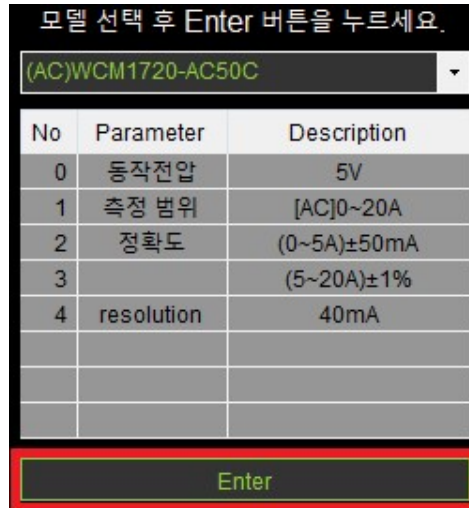 모델 선택 후 Enter 버튼을 누르세요.
(AC)WCM1720-AC50C
No Parameter Description
0 동작전압 5V
1 측정 범위 [AC]0~20A
2 정확도 (0~5A)±50mA
3 (5~20A)±1%
4 resolution 40mA
Enter